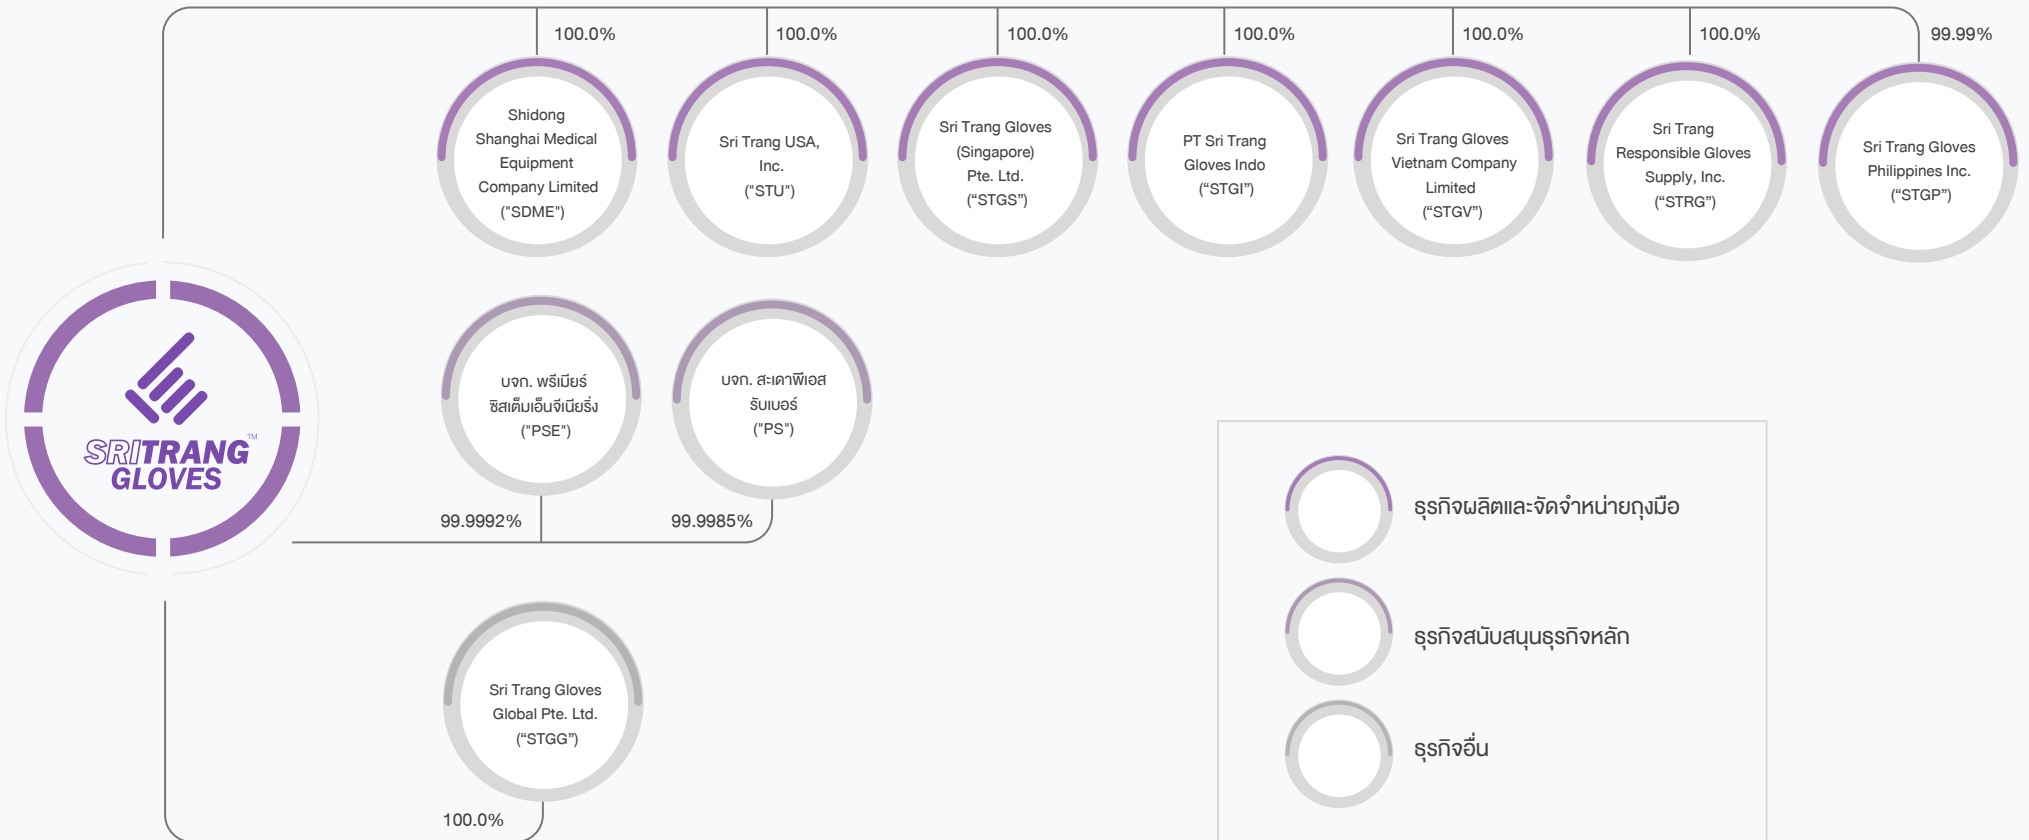 100.0%
100.0%
100.0%
100.0%
100.0%
100.0%
99.99%
Shidong
Shanghai Medical
Equipment
Company Limited
("SDME")
Sri Trang USA,
Inc.
("STU")
Sri Trang Gloves
(Singapore)
Pte. Ltd.
(“STGS”)
PT Sri Trang
Gloves Indo
(“STGI”)
Sri Trang Gloves
Vietnam Company
Limited
(“STGV”)
Sri Trang
Responsible Gloves
Supply, Inc.
(“STRG”)
Sri Trang Gloves
Philippines Inc.
(“STGP”)
SRITRANG™
GLOVES
บจก. พรีเมียร์
ซิสเต็มเอ็นจีเนียริ่ง
("PSE")
บจก. สะเดาพีเอส
รับเบอร์
("PS")
99.9992%
99.9985%
Sri Trang Gloves
Global Pte. Ltd.
(“STGG”)
100.0%
ธุรกิจผลิตและจัดจำหน่ายถุงมือ
ธุรกิจสนับสนุนธุรกิจหลัก
ธุรกิจอื่น